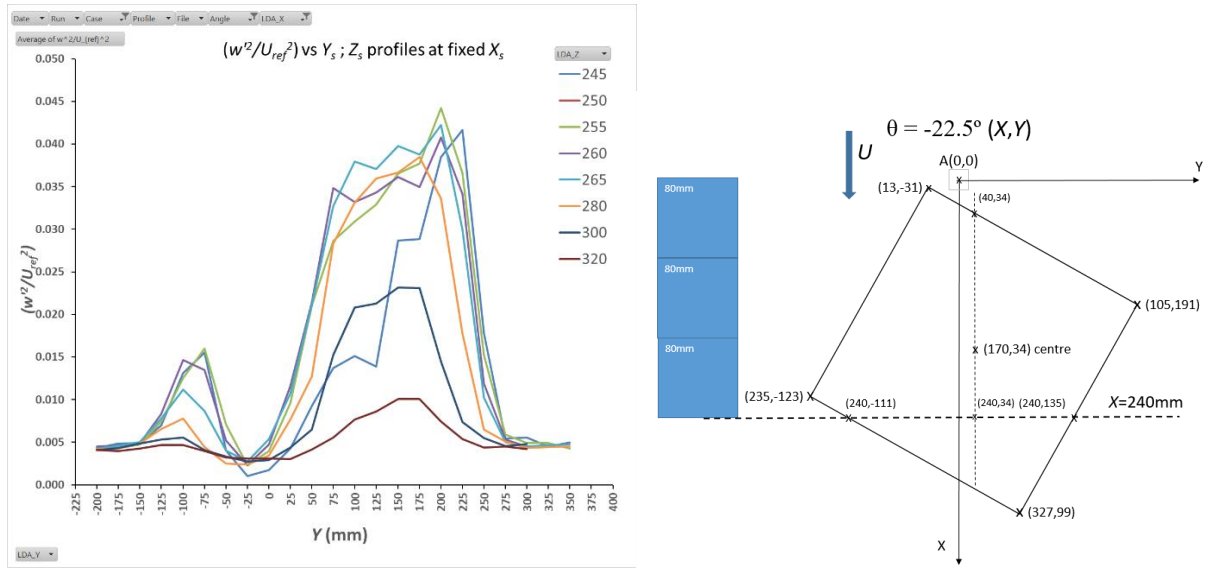 Date Run Case Profile File Angle LDA_X
Average of w^2/U_(ref)^2
(w'²/U_ref²) vs Y_s ; Z_s profiles at fixed X_s
LDA_Z
245
250
255
260
265
280
300
320
0.050
0.045
0.040
0.035
0.030
0.025
0.020
0.015
0.010
0.005
0.000
(w'²/U_ref²)
-225 -200 -175 -150 -125 -100 -75 -50 -25 0 25 50 75 100 125 150 175 200 225 250 275 300 325 350 375 400
Y (mm)
LDA_Y
θ = -22.5º (X,Y)
U
A(0,0)
Y
80mm
(13,-31)
(40,34)
80mm
(105,191)
80mm
(170,34) centre
(235,-123)
(240,-111)
(240,34)
(240,135)
X=240mm
(327,99)
X